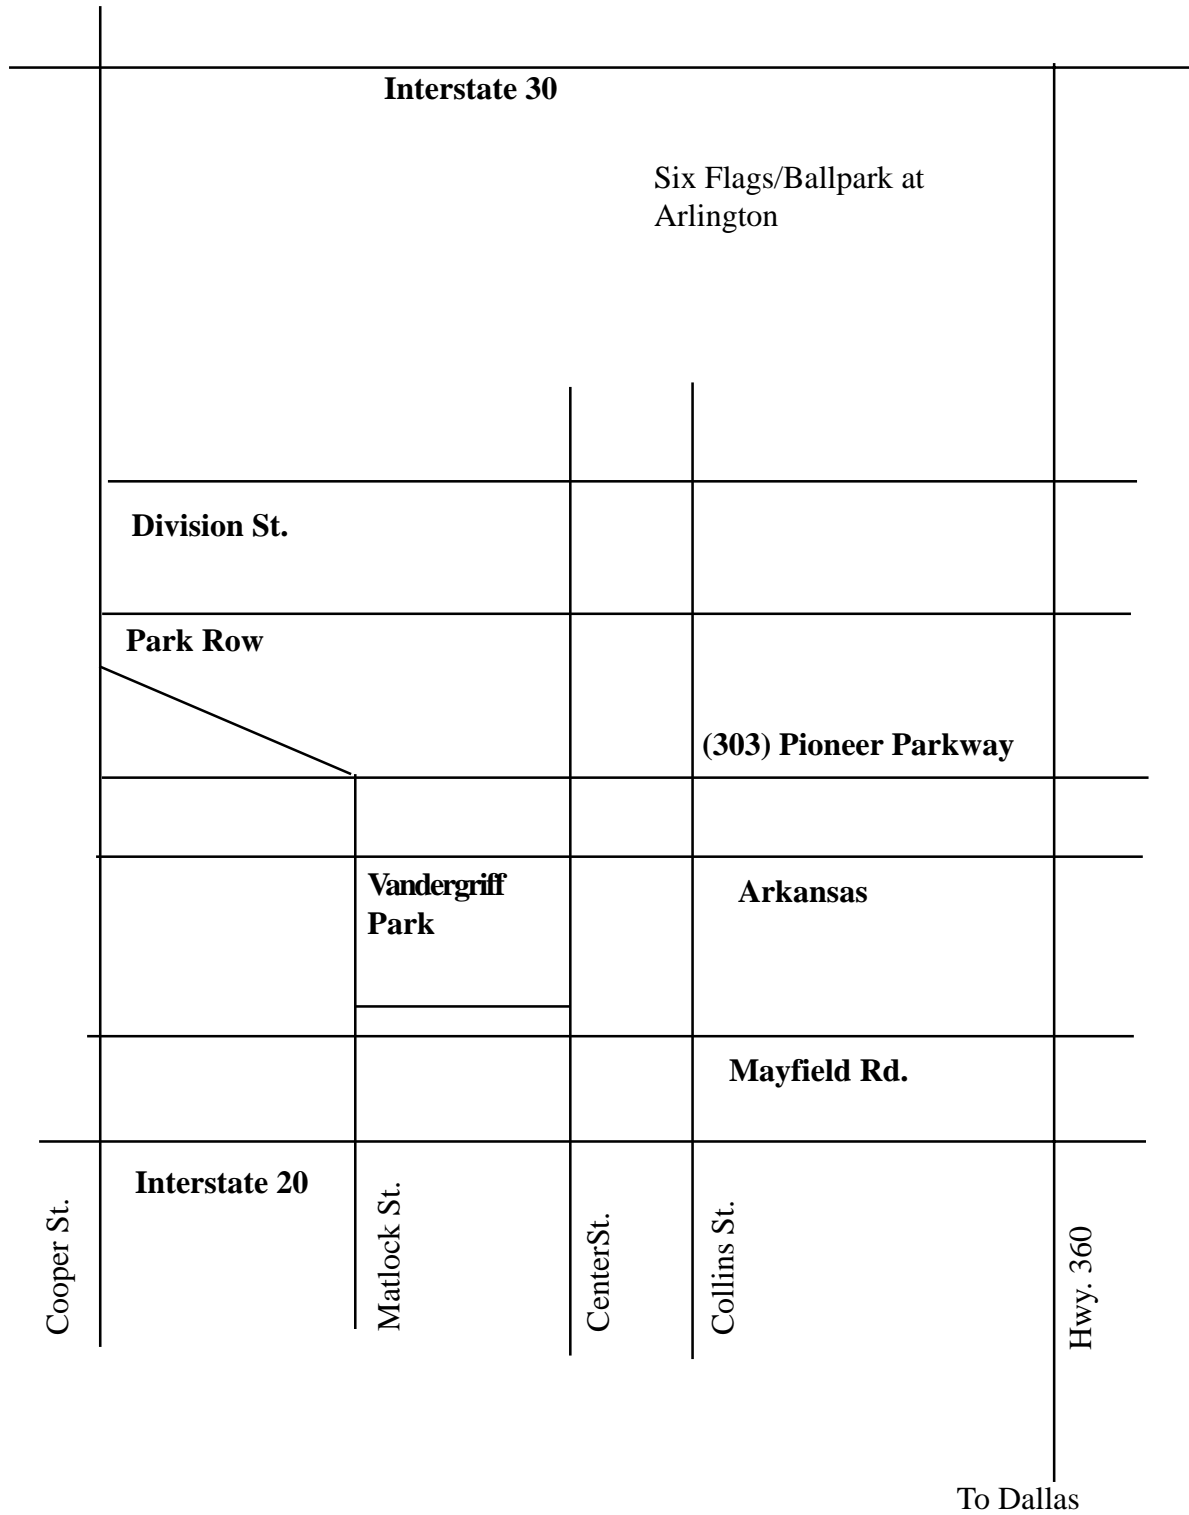 Interstate 30
Six Flags/Ballpark at
Arlington
Division St.
Park Row
(303) Pioneer Parkway
Vandergriff
Park
Arkansas
Mayfield Rd.
Interstate 20
Cooper St.
Matlock St.
CenterSt.
Collins St.
Hwy. 360
To Dallas